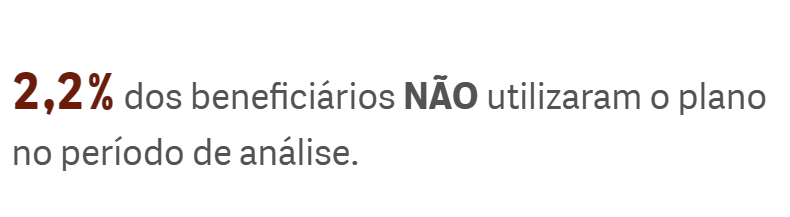 2,2% dos beneficiários NÃO utilizaram o plano
no período de análise.